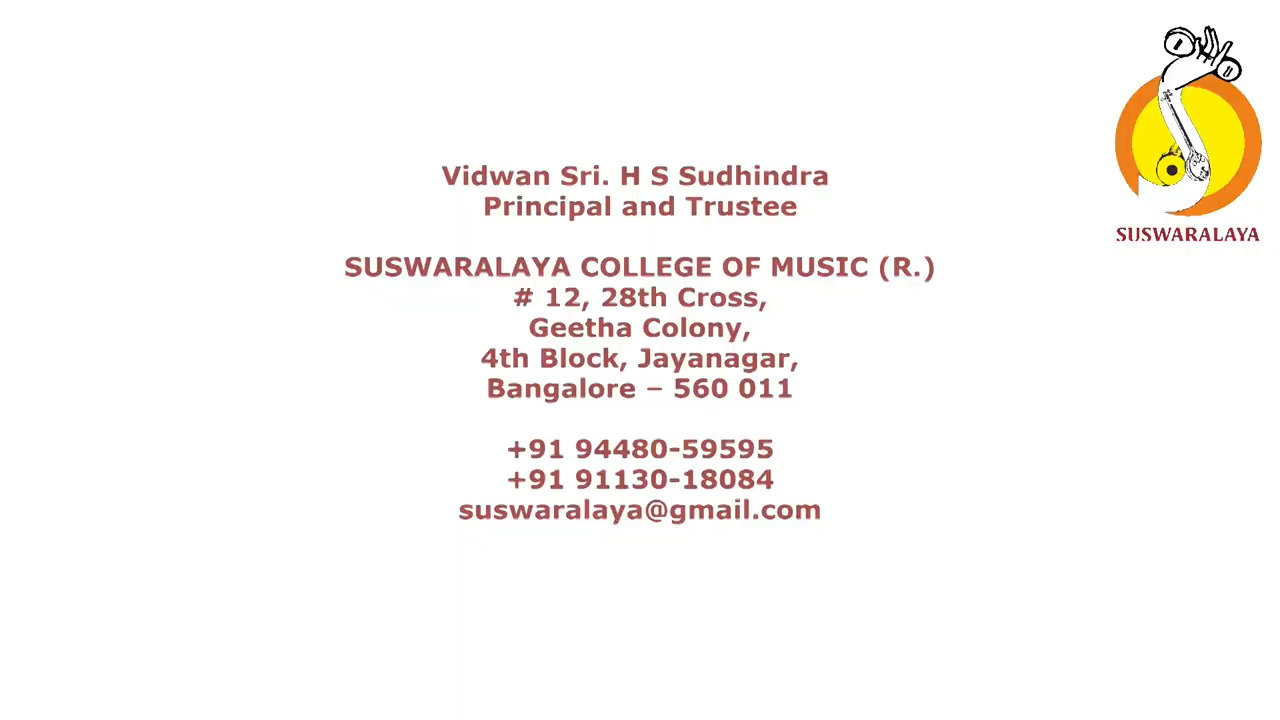 Vidwan Sri. H S Sudhindra
Principal and Trustee
SUSWARALAYA COLLEGE OF MUSIC (R.)
# 12, 28th Cross,
Geetha Colony,
4th Block, Jayanagar,
Bangalore – 560 011
+91 94480-59595
+91 91130-18084
suswaralaya@gmail.com
SUSWARALAYA